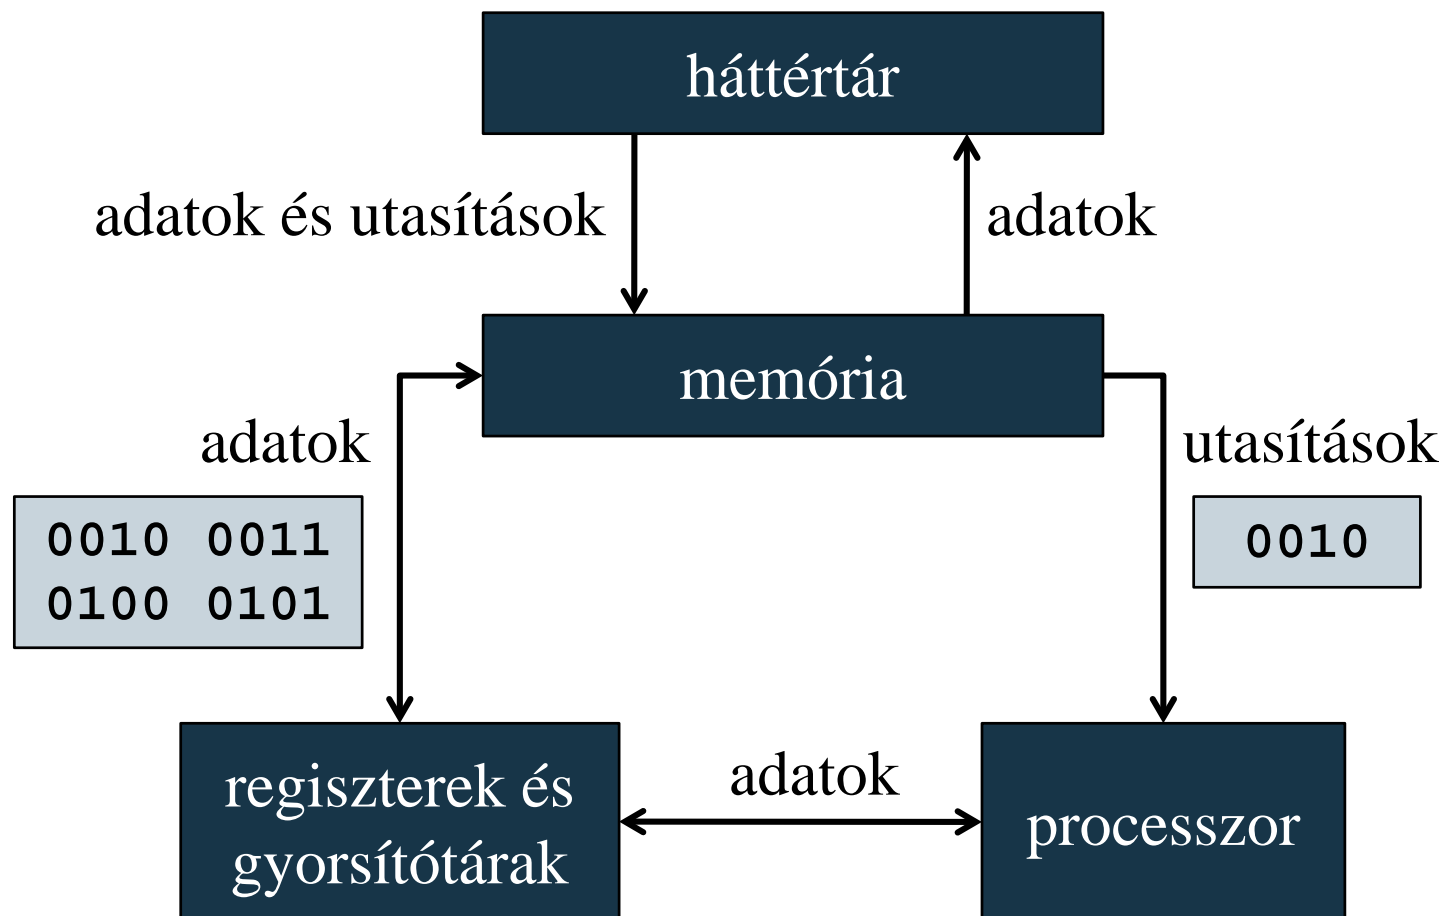 háttértár
adatok és utasítások
adatok
memória
adatok
utasítások
0010 0011
0100 0101
0010
regiszterek és
gyorsítótárak
adatok
processzor